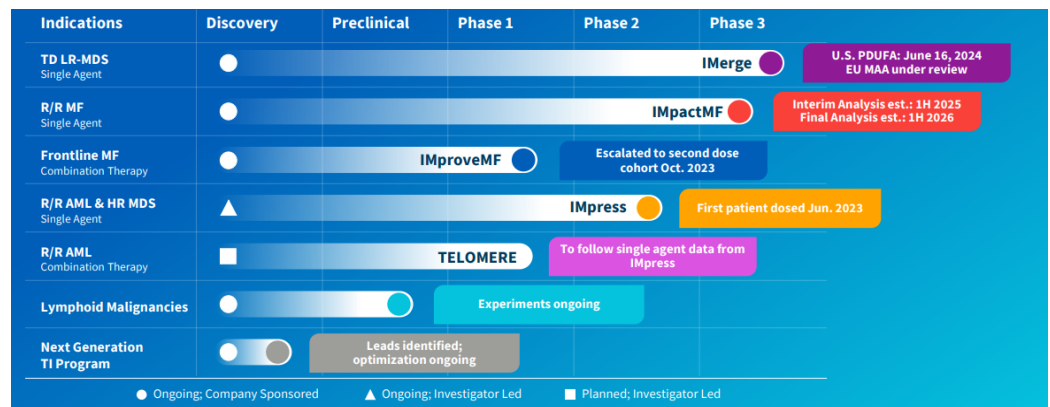 Indications Discovery Preclinical Phase 1 Phase 2 Phase 3
TD LR-MDS
Single Agent
IMerge
U.S. PDUFA: June 16, 2024
EU MAA under review
R/R MF
Single Agent
IMpactMF
Interim Analysis est.: 1H 2025
Final Analysis est.: 1H 2026
Frontline MF
Combination Therapy
IMproveMF
Escalated to second dose
cohort Oct. 2023
R/R AML & HR MDS
Single Agent
IMpress
First patient dosed Jun. 2023
R/R AML
Combination Therapy
TELOMERE
To follow single agent data from
IMpress
Lymphoid Malignancies
Experiments ongoing
Next Generation
TI Program
Leads identified;
optimization ongoing
Ongoing; Company Sponsored Ongoing; Investigator Led Planned; Investigator Led